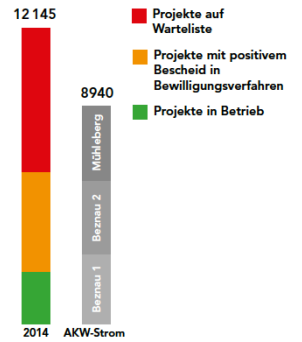 12 145
8940
Projekte auf
Warteliste
Projekte mit positivem
Bescheid in
Bewilligungsverfahren
Projekte in Betrieb
Mühleberg
Beznau 2
Beznau 1
2014
AKW-Strom